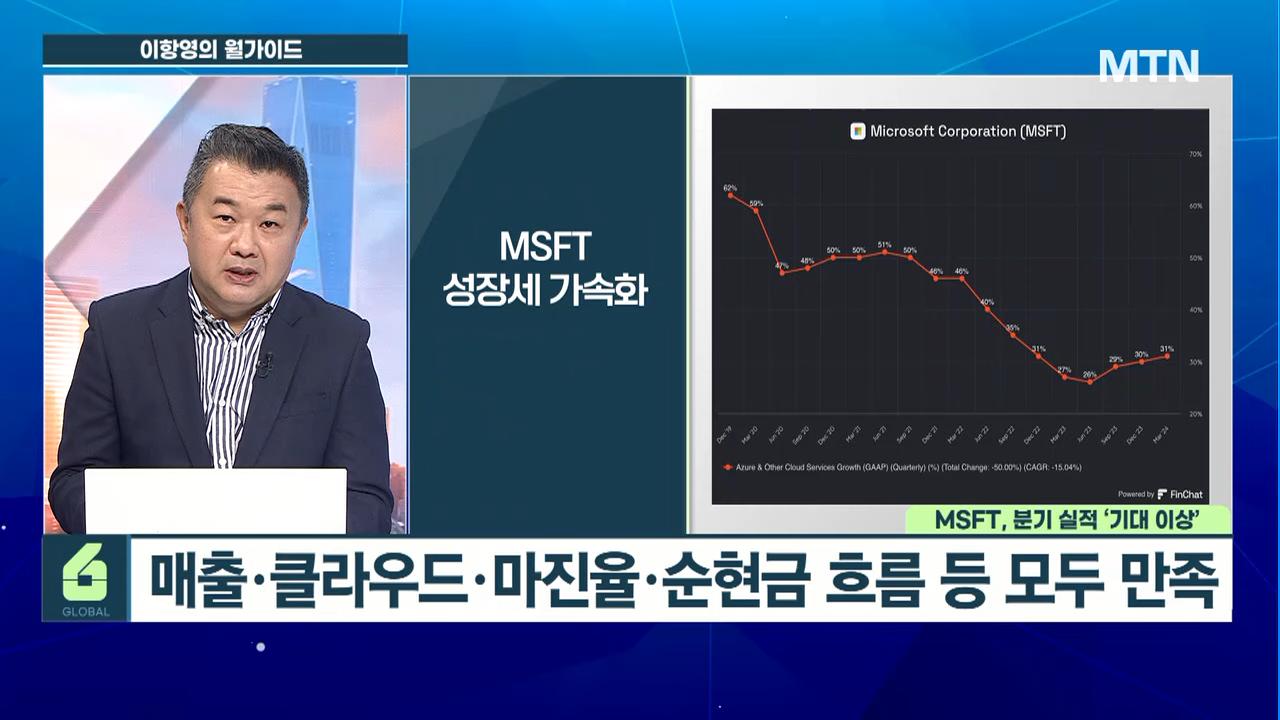 이항영의 월가이드
MTN
MSFT
성장세 가속화
Microsoft Corporation (MSFT)
70%
60%
50%
40%
30%
20%
62%
59%
47%
48%
50%
50%
51%
50%
46%
46%
40%
35%
31%
27%
26%
29%
30%
31%
Dec '19
Mar '20
Jun '20
Sep '20
Dec '20
Mar '21
Jun '21
Sep '21
Dec '21
Mar '22
Jun '22
Sep '22
Dec '22
Mar '23
Jun '23
Sep '23
Dec '23
Mar '24
Azure & Other Cloud Services Growth (GAAP) (Quarterly) (%) (Total Change: -50.00%) (CAGR: -15.04%)
Powered by FinChat
MSFT, 분기 실적 ‘기대 이상’
6
GLOBAL
매출·클라우드·마진율·순현금 흐름 등 모두 만족